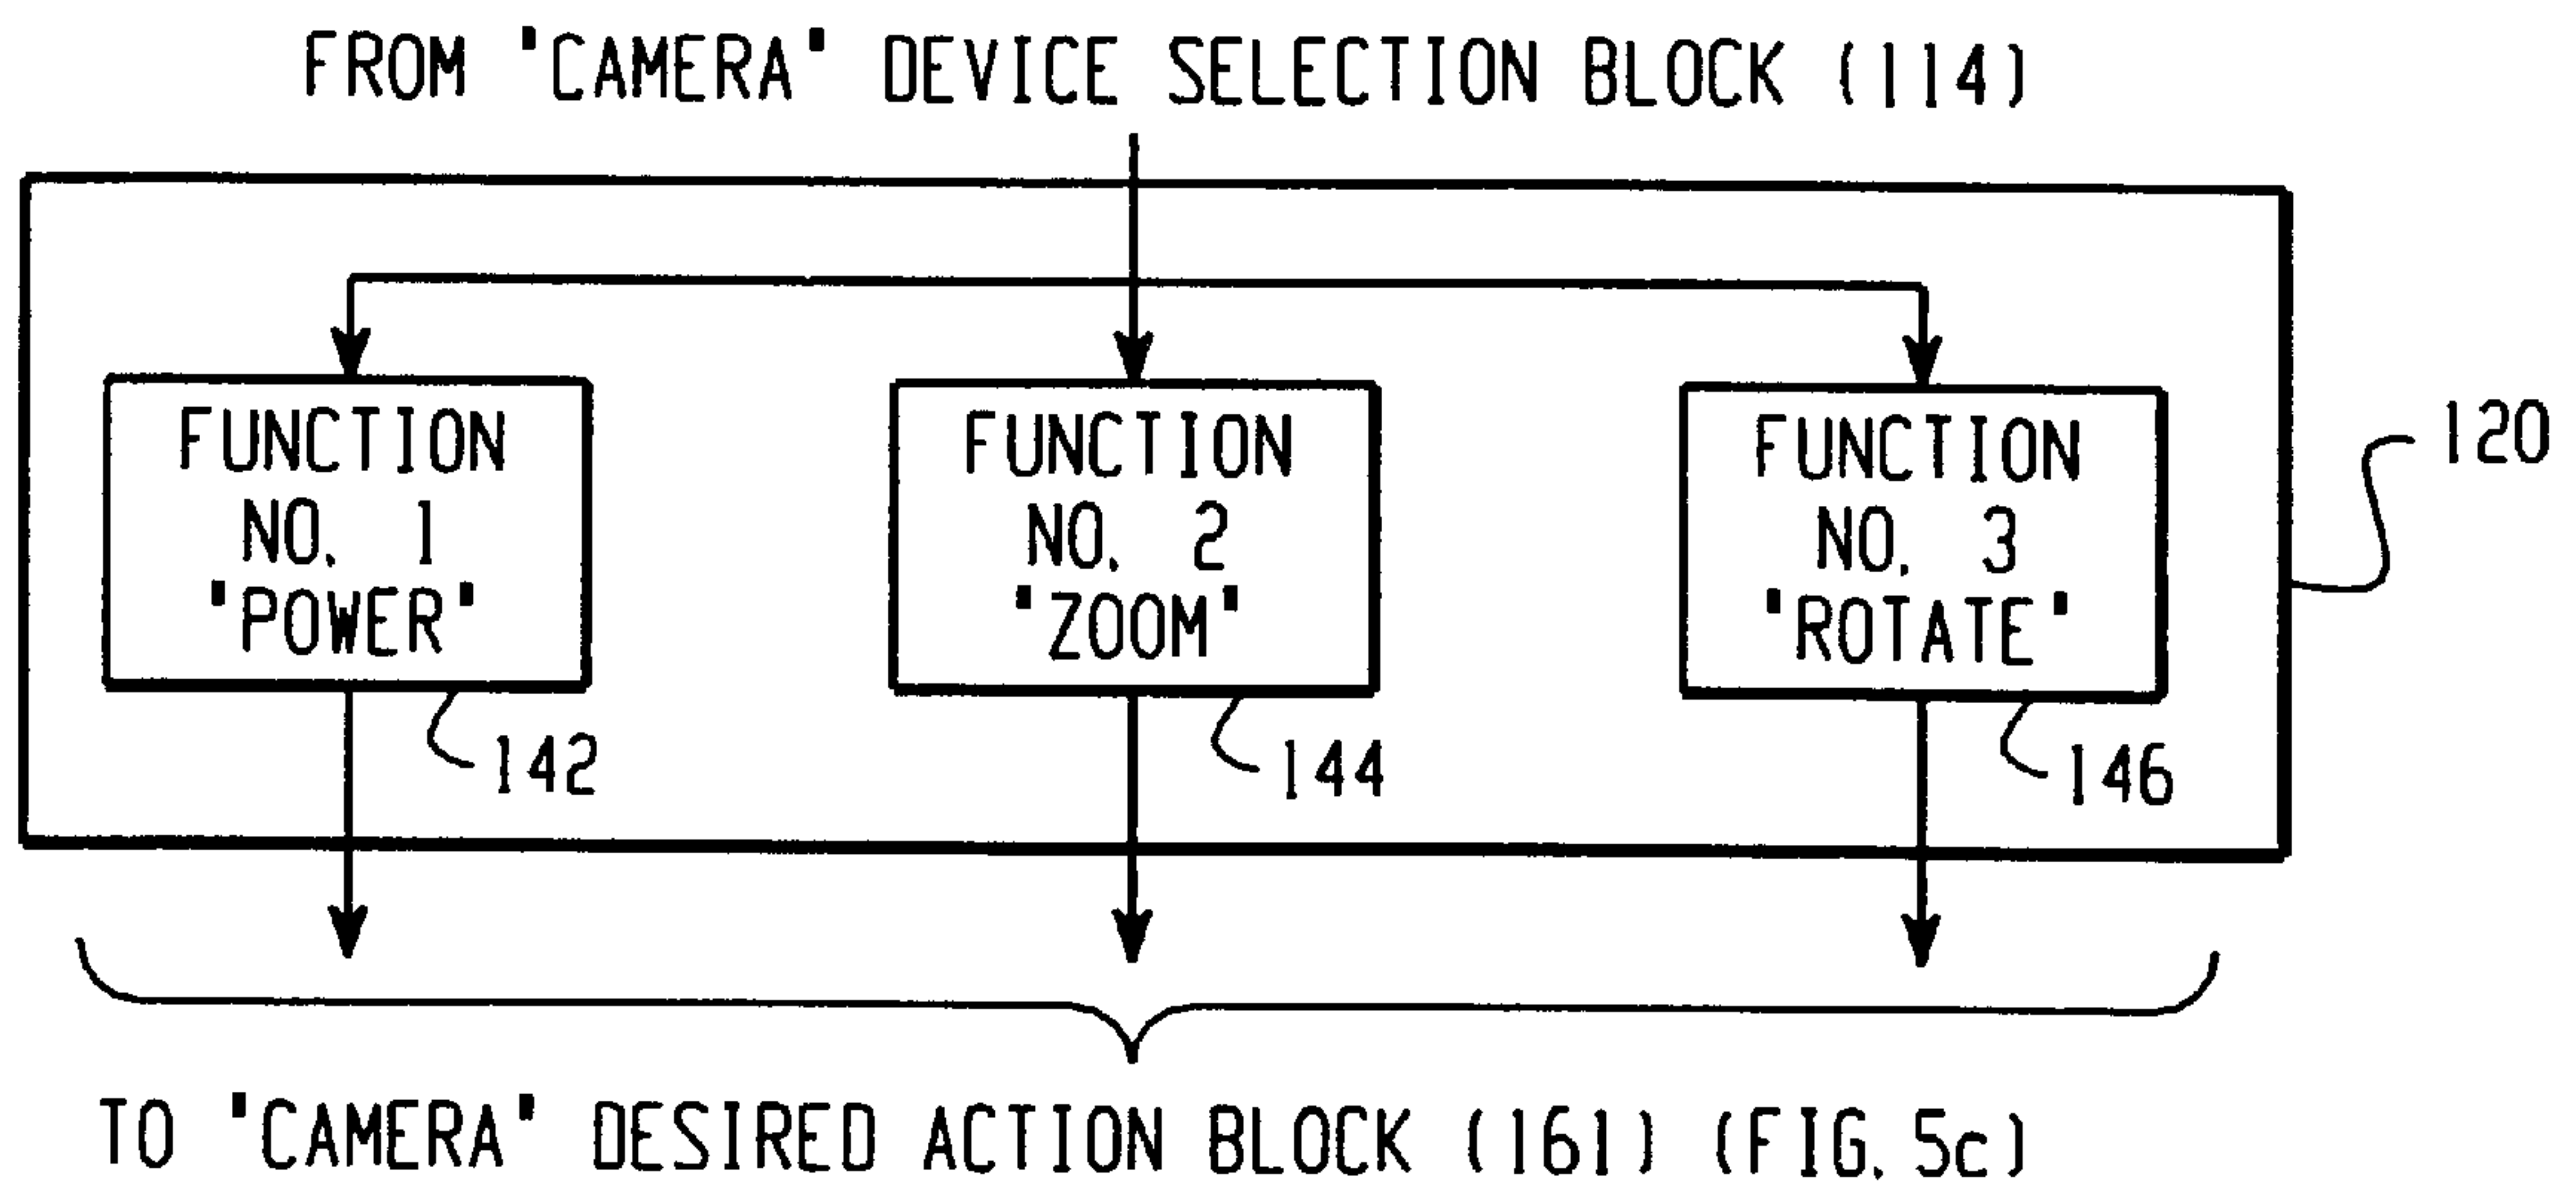 FROM "CAMERA" DEVICE SELECTION BLOCK (114)
FUNCTION
NO. 1
"POWER"
142
FUNCTION
NO. 2
"ZOOM"
144
FUNCTION
NO. 3
"ROTATE"
146
120
TO "CAMERA" DESIRED ACTION BLOCK (161) (FIG. 5c)